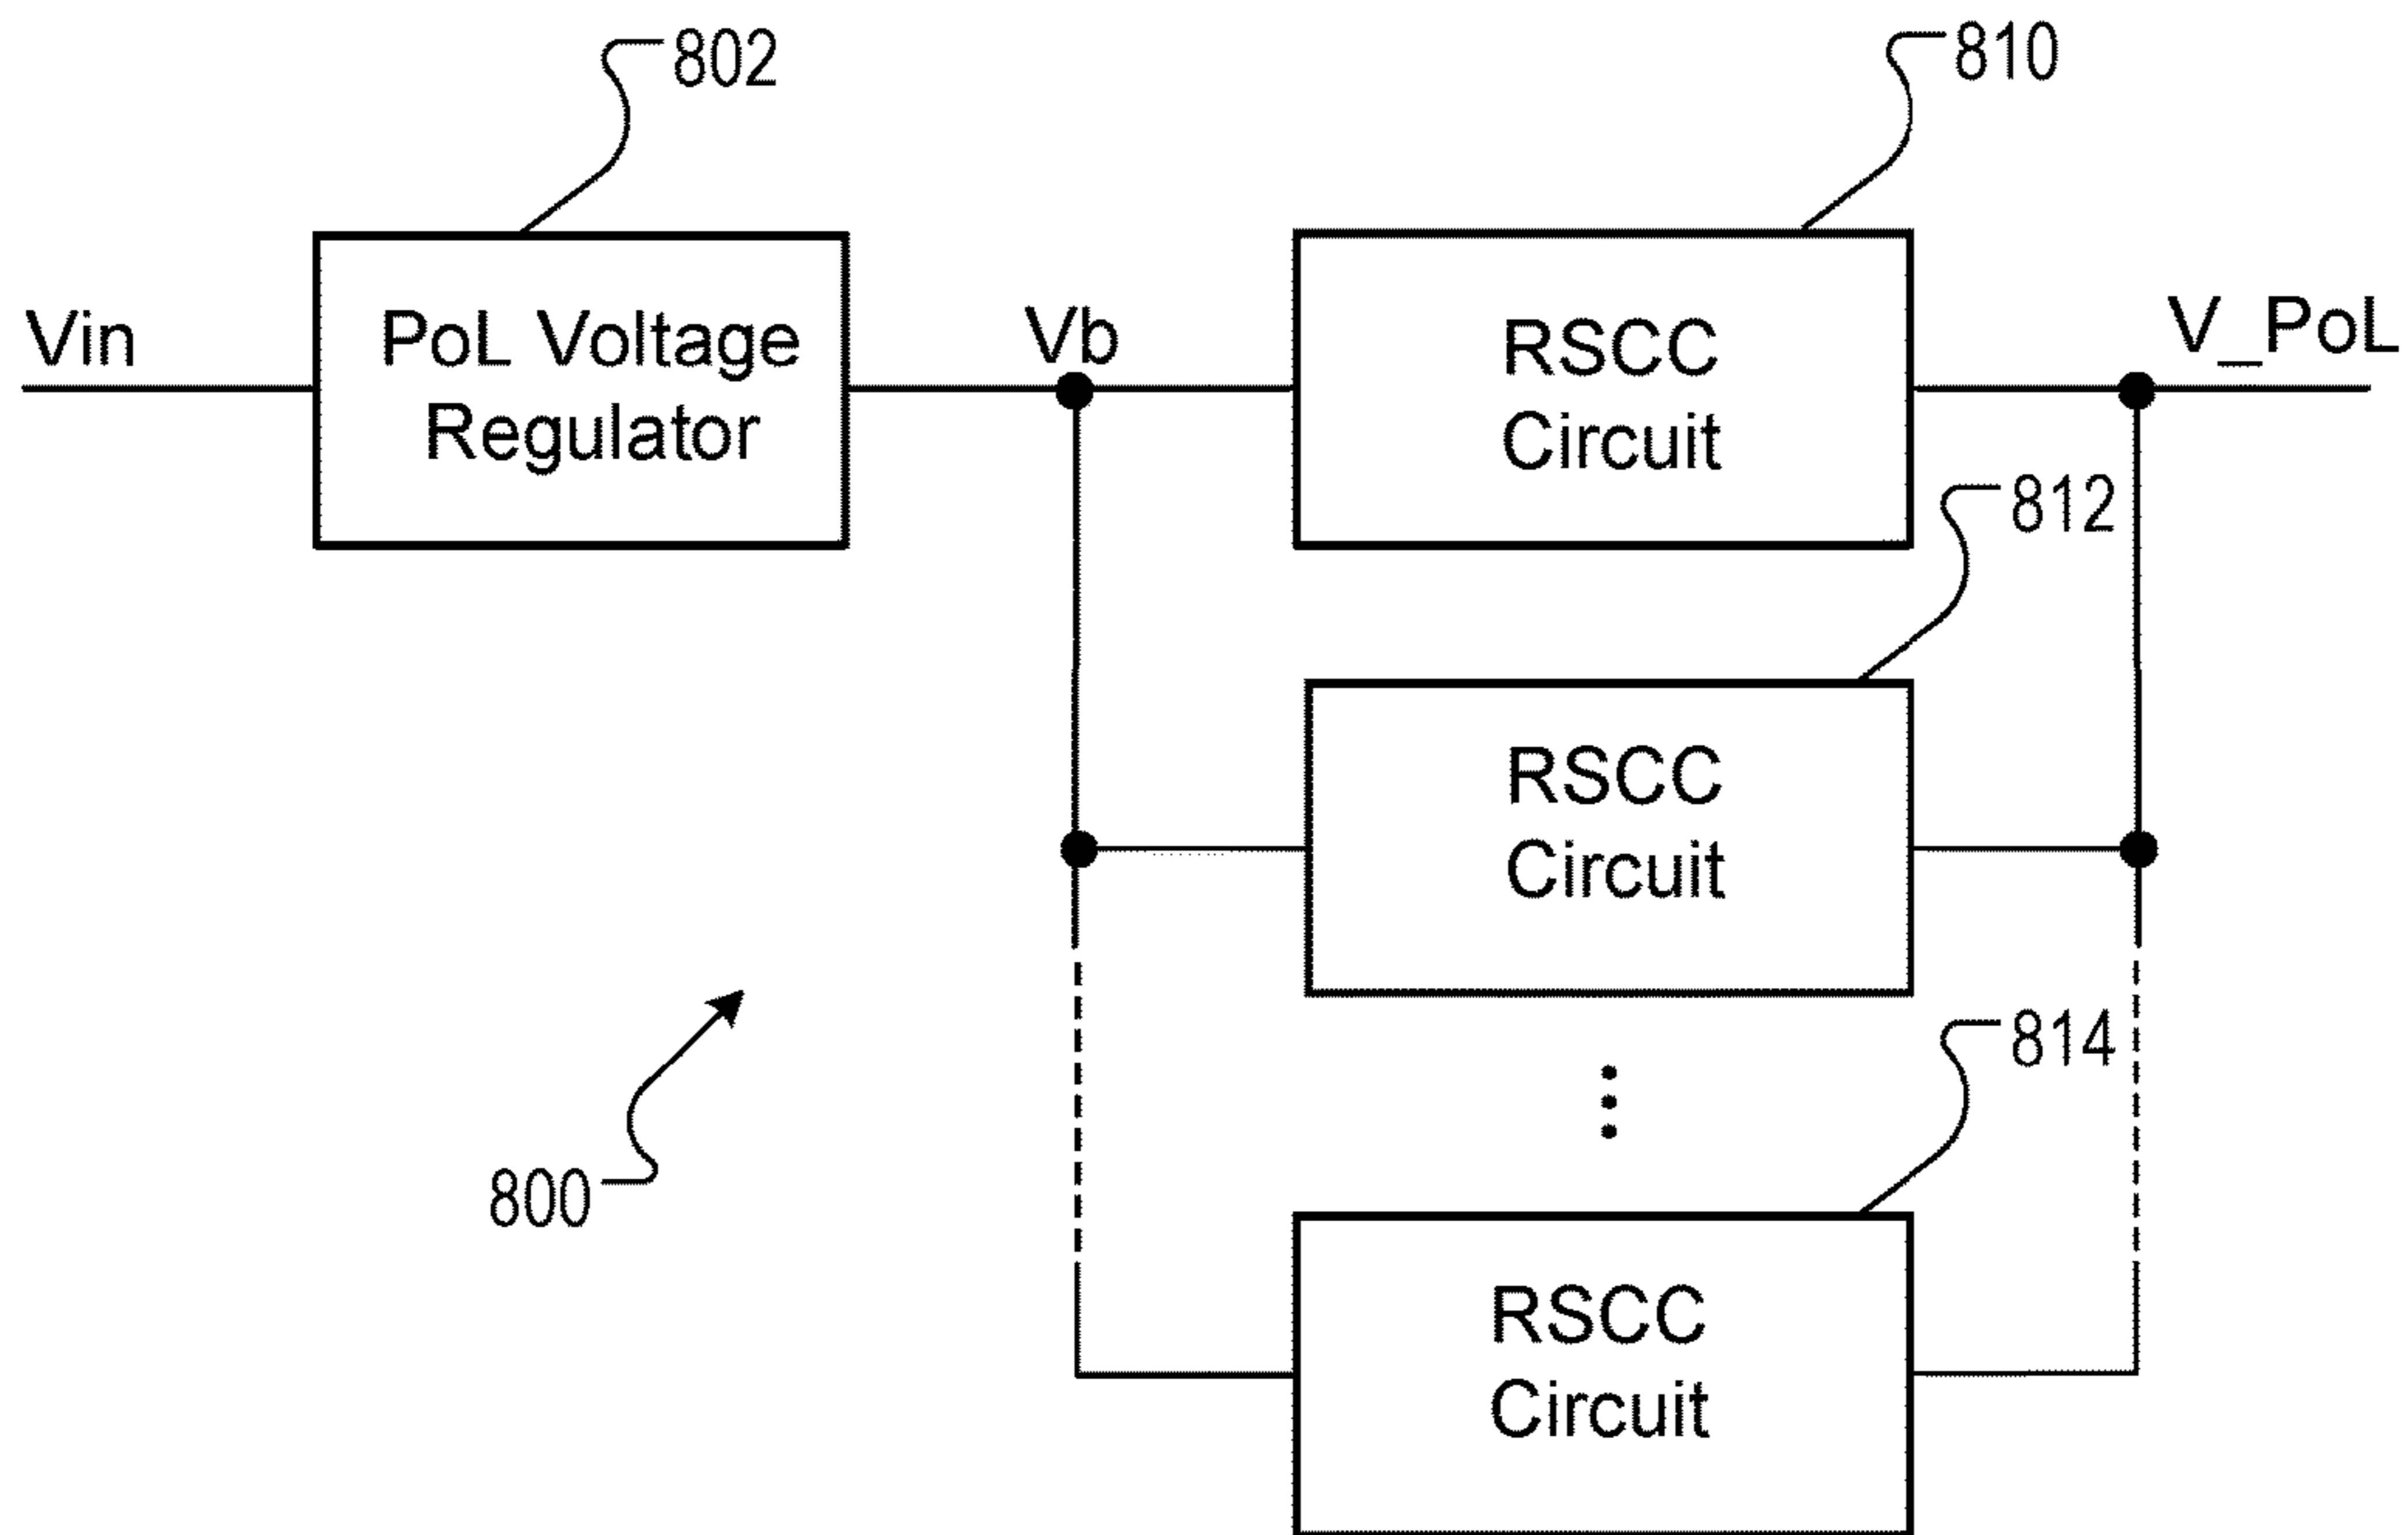 802
810
Vin
PoL Voltage
Regulator
Vb
RSCC
Circuit
V_PoL
812
RSCC
Circuit
814
800
RSCC
Circuit